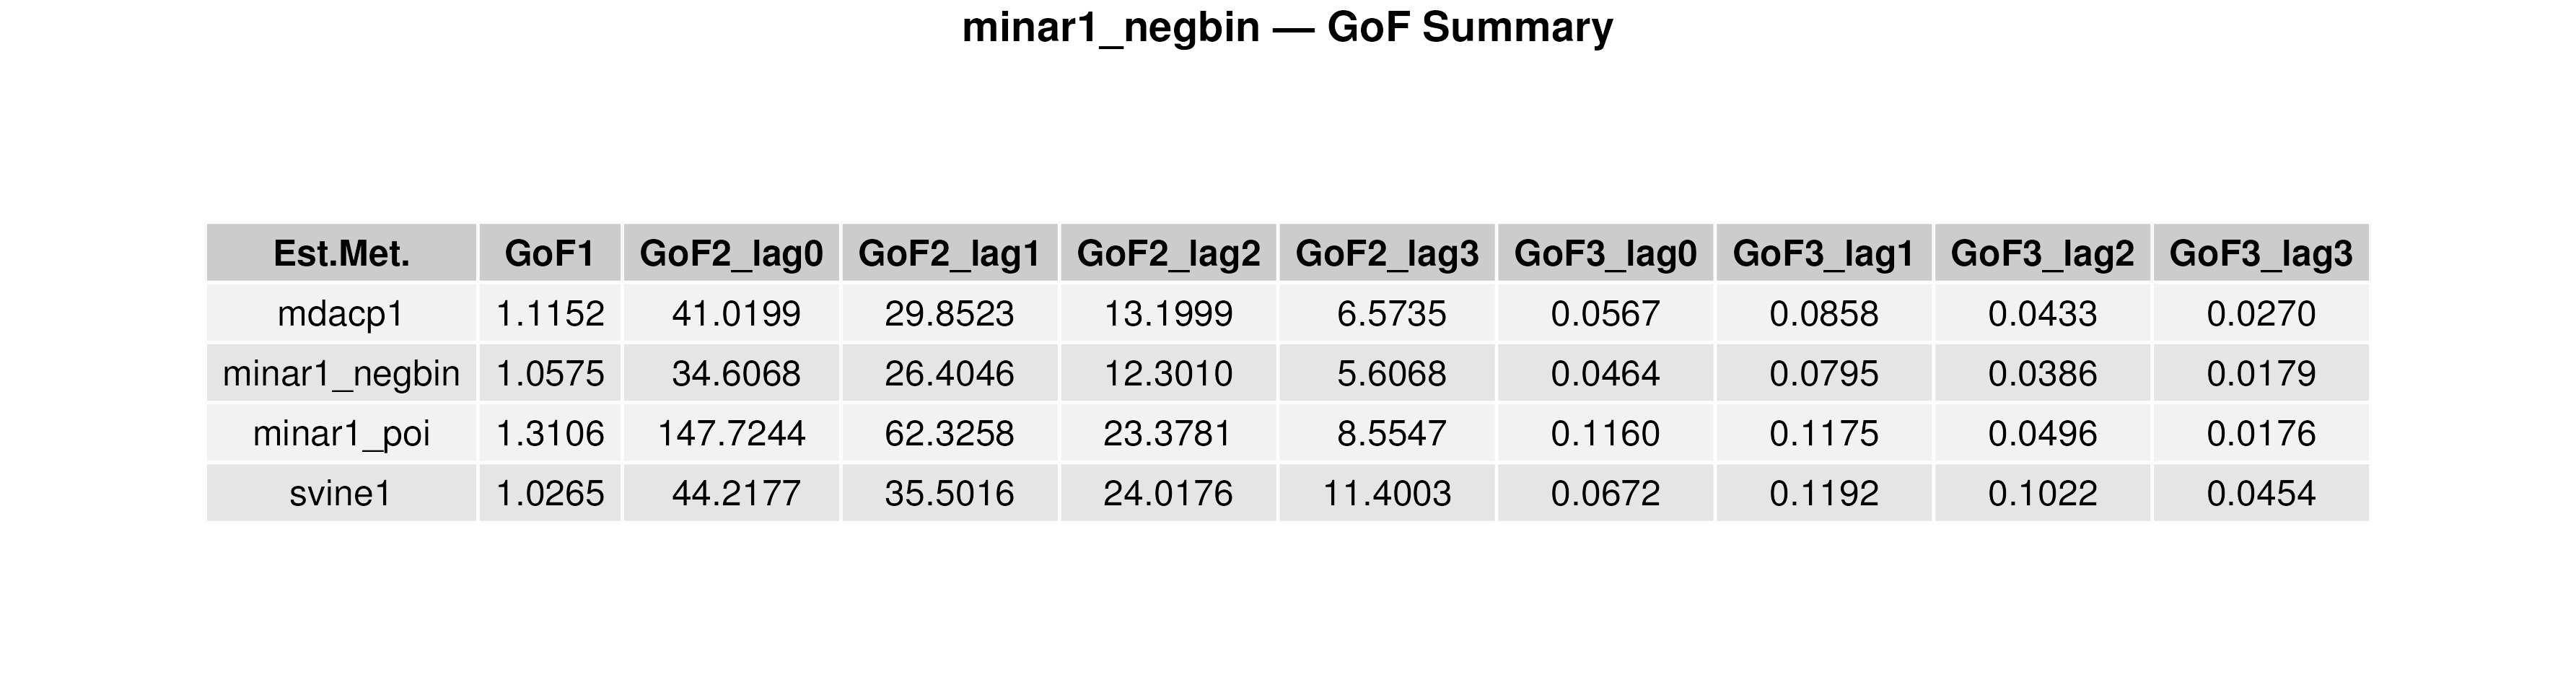 minar1_negbin — GoF Summary
Est.Met. GoF1 GoF2_lag0 GoF2_lag1 GoF2_lag2 GoF2_lag3 GoF3_lag0 GoF3_lag1 GoF3_lag2 GoF3_lag3
mdacp1 1.1152 41.0199 29.8523 13.1999 6.5735 0.0567 0.0858 0.0433 0.0270
minar1_negbin 1.0575 34.6068 26.4046 12.3010 5.6068 0.0464 0.0795 0.0386 0.0179
minar1_poi 1.3106 147.7244 62.3258 23.3781 8.5547 0.1160 0.1175 0.0496 0.0176
svine1 1.0265 44.2177 35.5016 24.0176 11.4003 0.0672 0.1192 0.1022 0.0454